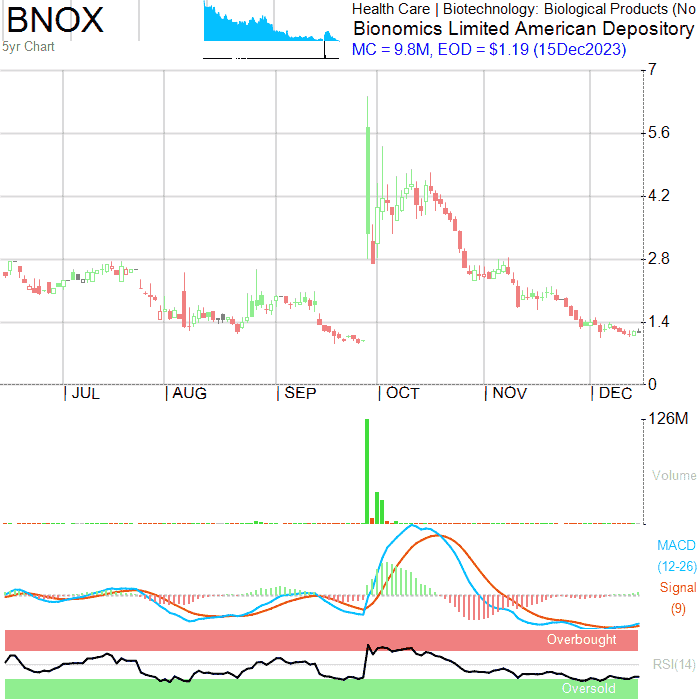 BNOX
5yr Chart
Health Care | Biotechnology: Biological Products (No
Bionomics Limited American Depository
MC = 9.8M, EOD = $1.19 (15Dec2023)
7
5.6
4.2
2.8
1.4
0
| JUL | AUG | SEP | OCT | NOV | DEC
126M
Volume
MACD
(12-26)
Signal
(9)
Overbought
RSI(14)
Oversold